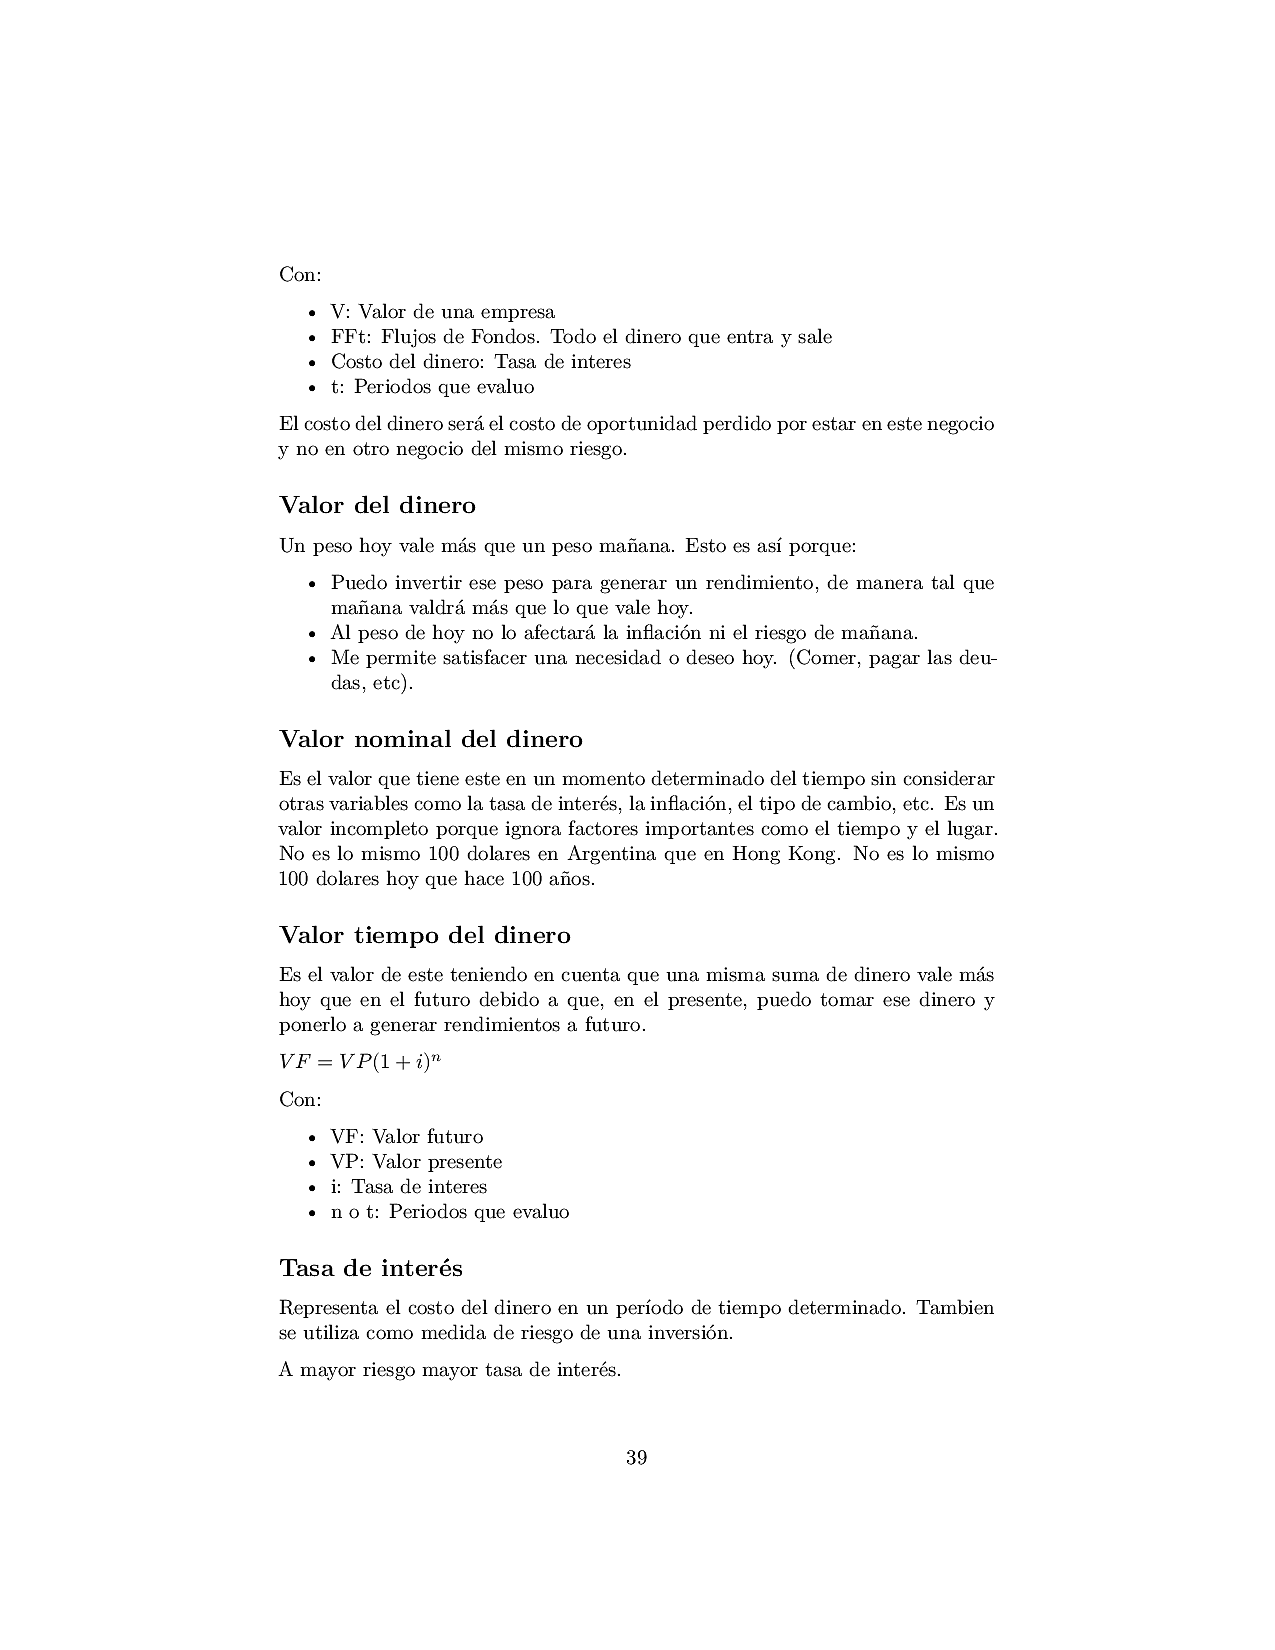 Con:
• V: Valor de una empresa
• FFt: Flujos de Fondos. Todo el dinero que entra y sale
• Costo del dinero: Tasa de interes
• t: Periodos que evaluo
El costo del dinero será el costo de oportunidad perdido por estar en este negocio
y no en otro negocio del mismo riesgo.
Valor del dinero
Un peso hoy vale más que un peso mañana. Esto es así porque:
• Puedo invertir ese peso para generar un rendimiento, de manera tal que
mañana valdrá más que lo que vale hoy.
• Al peso de hoy no lo afectará la inflación ni el riesgo de mañana.
• Me permite satisfacer una necesidad o deseo hoy. (Comer, pagar las deu-
das, etc).
Valor nominal del dinero
Es el valor que tiene este en un momento determinado del tiempo sin considerar
otras variables como la tasa de interés, la inflación, el tipo de cambio, etc. Es un
valor incompleto porque ignora factores importantes como el tiempo y el lugar.
No es lo mismo 100 dolares en Argentina que en Hong Kong. No es lo mismo
100 dolares hoy que hace 100 años.
Valor tiempo del dinero
Es el valor de este teniendo en cuenta que una misma suma de dinero vale más
hoy que en el futuro debido a que, en el presente, puedo tomar ese dinero y
ponerlo a generar rendimientos a futuro.
$VF = VP(1 + i)^n$
Con:
• VF: Valor futuro
• VP: Valor presente
• i: Tasa de interes
• n o t: Periodos que evaluo
Tasa de interés
Representa el costo del dinero en un período de tiempo determinado. Tambien
se utiliza como medida de riesgo de una inversión.
A mayor riesgo mayor tasa de interés.
39